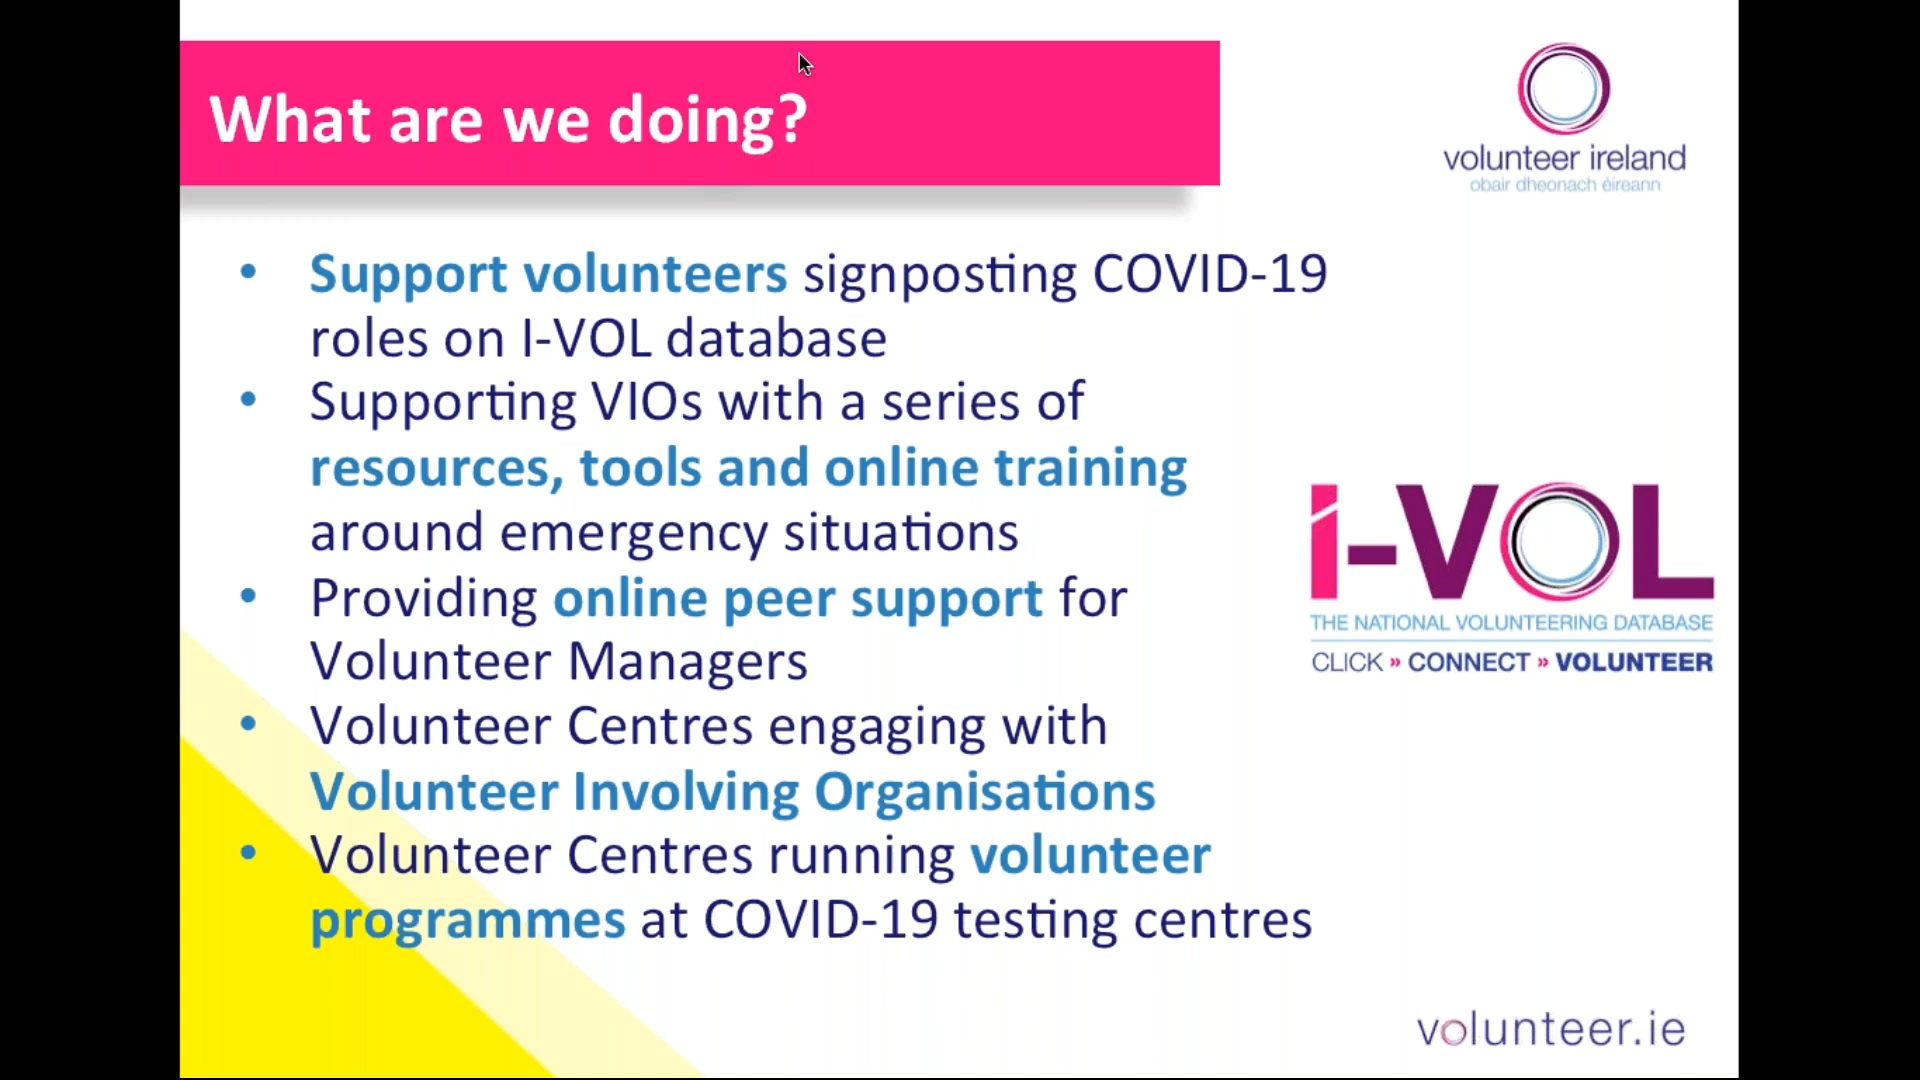 What are we doing?
volunteer ireland
obair dheonach éireann
• Support volunteers signposting COVID-19
roles on I-VOL database
• Supporting VIOs with a series of
resources, tools and online training
around emergency situations
• Providing online peer support for
Volunteer Managers
• Volunteer Centres engaging with
Volunteer Involving Organisations
• Volunteer Centres running volunteer
programmes at COVID-19 testing centres
I-VOL
THE NATIONAL VOLUNTEERING DATABASE
CLICK » CONNECT » VOLUNTEER
volunteer.ie